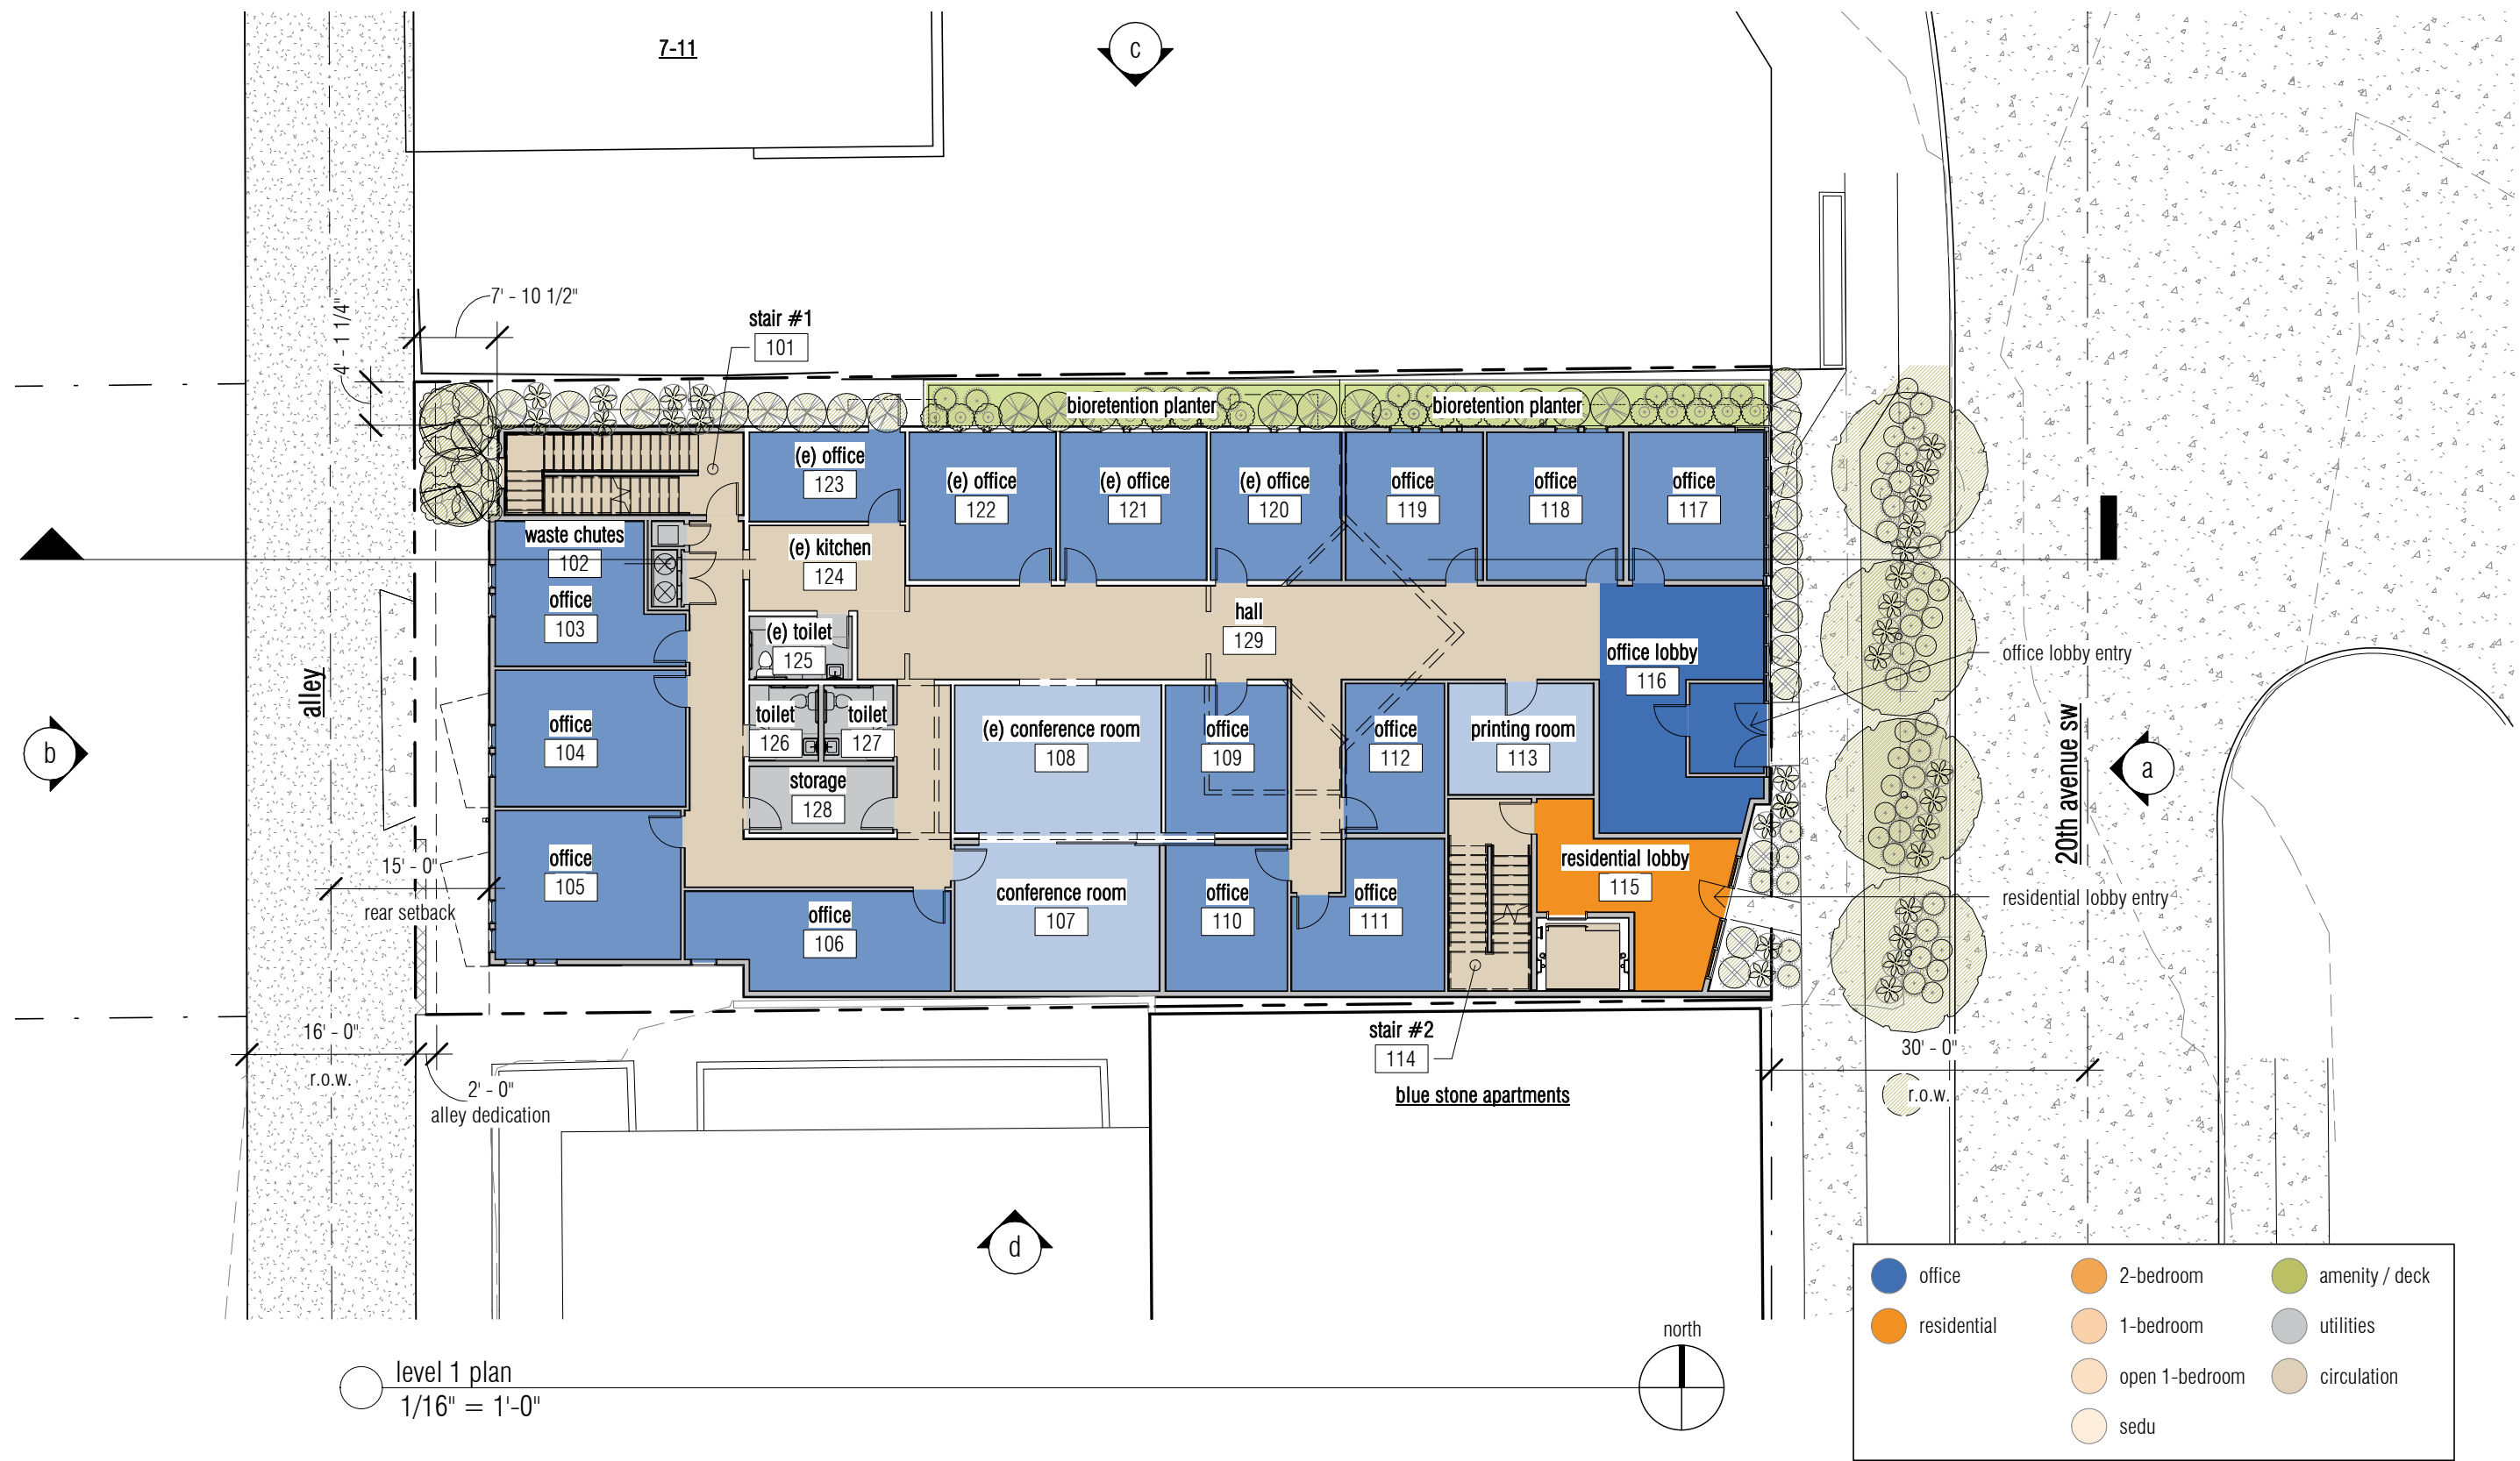 7-11
c
7' - 10 1/2"
4' - 1 1/4"
stair #1
101
bioretention planter
bioretention planter
(e) office
123
(e) office
122
(e) office
121
(e) office
120
office
119
office
118
office
117
waste chutes
102
(e) kitchen
124
office
103
(e) toilet
125
hall
129
office lobby
116
office lobby entry
alley
b
office
104
toilet
126
toilet
127
(e) conference room
108
office
109
office
112
printing room
113
20th avenue sw
a
storage
128
15' - 0"
rear setback
office
105
office
106
conference room
107
office
110
office
111
residential lobby
115
residential lobby entry
16' - 0"
r.o.w.
2' - 0"
alley dedication
stair #2
114
blue stone apartments
30' - 0"
r.o.w.
d
north
level 1 plan
1/16" = 1'-0"
office
residential
2-bedroom
1-bedroom
open 1-bedroom
sedu
amenity / deck
utilities
circulation